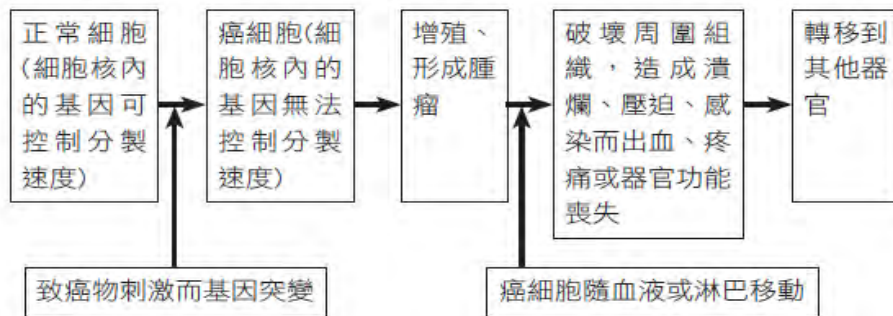 正常細胞
(細胞核內
的基因可
控制分製
速度)
癌細胞(細
胞核內的
基因無法
控制分製
速度)
增殖、
形成腫
瘤
破壞周圍組
織，造成潰
爛、壓迫、感
染而出血、疼
痛或器官功能
喪失
轉移到
其他器
官
致癌物刺激而基因突變
癌細胞隨血液或淋巴移動